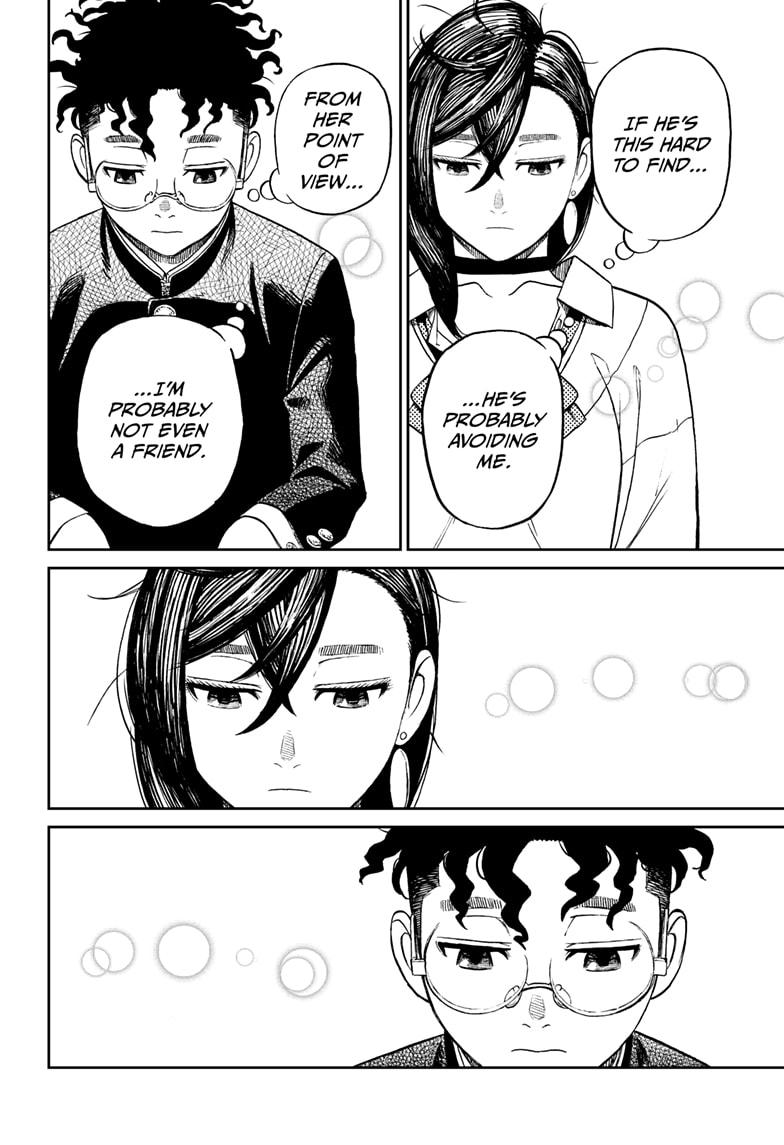 IF HE'S
THIS HARD
TO FIND...
...HE'S
PROBABLY
AVOIDING
ME.
FROM
HER
POINT
OF
VIEW...
...I'M
PROBABLY
NOT EVEN
A FRIEND.